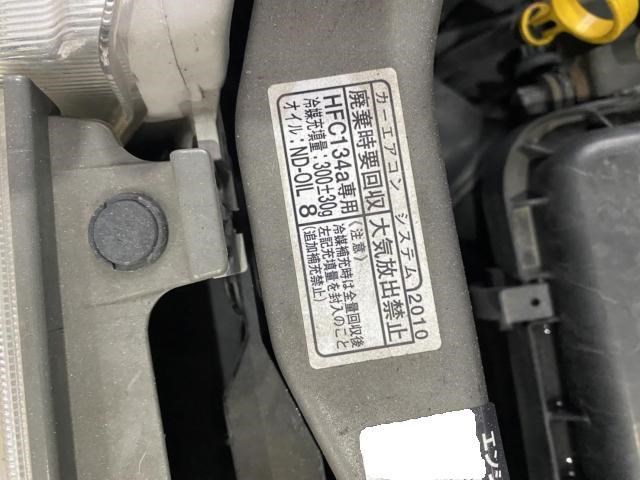 カーエアコン システム 2010
廃棄時要回収 大気放出禁止
HFC134a専用
冷媒充填量:300±30g
オイル:ND-OIL 8
(注意)
冷媒補充時は全量回収後
左記充填量を封入のこと
(追加補充禁止)
エンジ